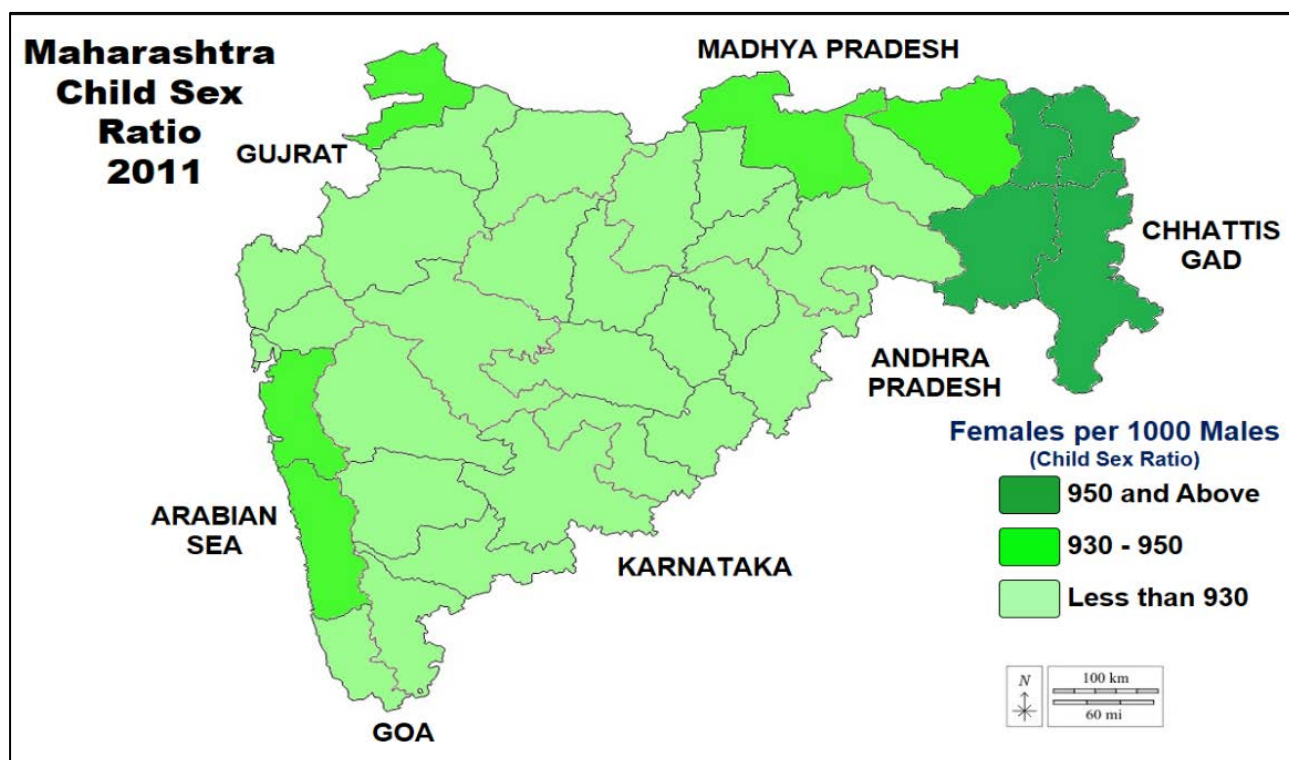 Maharashtra
Child Sex
Ratio
2011
MADHYA PRADESH
GUJRAT
CHHATTIS
GAD
ANDHRA
PRADESH
ARABIAN
SEA
KARNATAKA
GOA
Females per 1000 Males
(Child Sex Ratio)
950 and Above
930 - 950
Less than 930
N
100 km
60 mi